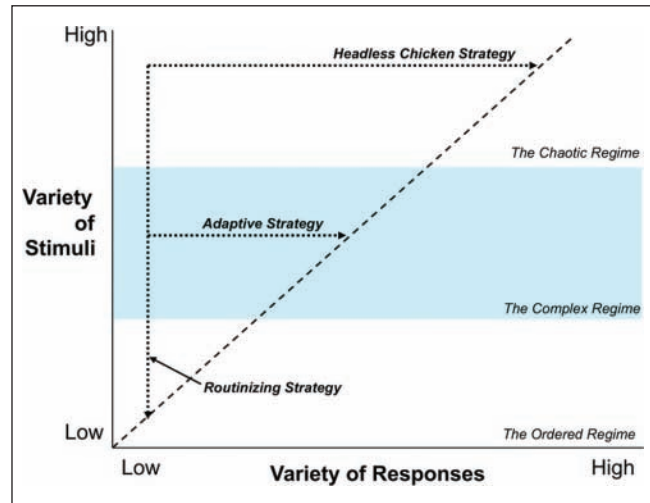 High
Headless Chicken Strategy
The Chaotic Regime
Variety
of
Stimuli
Adaptive Strategy
The Complex Regime
Routinizing Strategy
Low
The Ordered Regime
Low
Variety of Responses
High